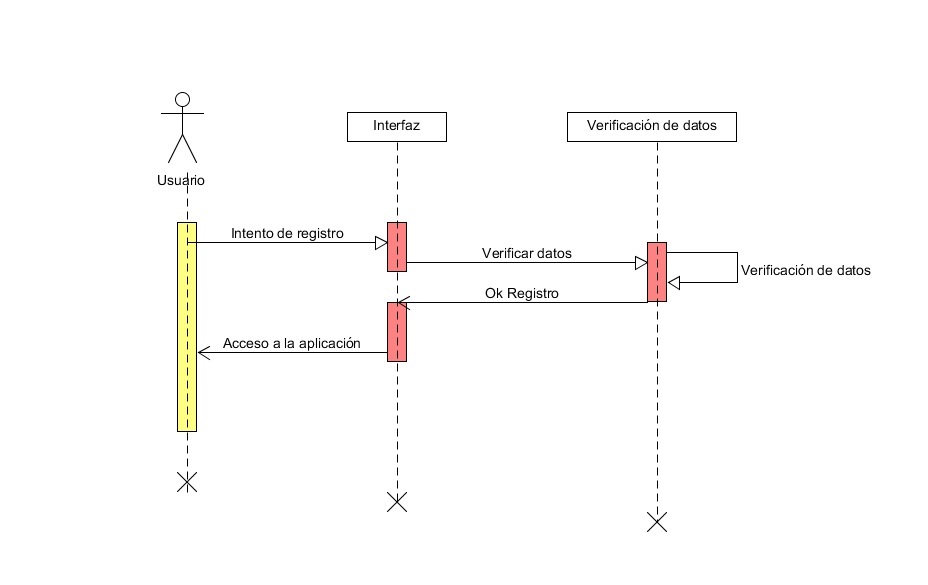 Usuario
Interfaz
Verificación de datos
Intento de registro
Verificar datos
Verificación de datos
Ok Registro
Acceso a la aplicación